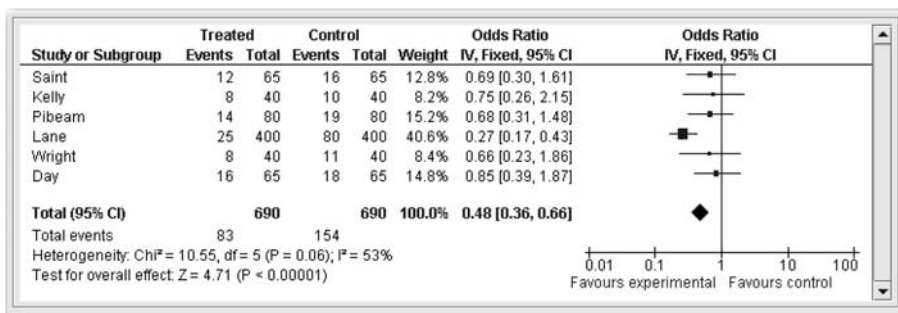 Treated Control Odds Ratio Odds Ratio
Study or Subgroup Events Total Events Total Weight IV, Fixed, 95% CI IV, Fixed, 95% CI
Saint 12 65 16 65 12.8% 0.69 [0.30, 1.61]
Kelly 8 40 10 40 8.2% 0.75 [0.26, 2.15]
Pibeam 14 80 19 80 15.2% 0.68 [0.31, 1.48]
Lane 25 400 80 400 40.6% 0.27 [0.17, 0.43]
Wright 8 40 11 40 8.4% 0.66 [0.23, 1.86]
Day 16 65 18 65 14.8% 0.85 [0.39, 1.87]
Total (95% CI) 690 690 100.0% 0.48 [0.36, 0.66]
Total events 83 154
Heterogeneity: Chi² = 10.55, df = 5 (P = 0.06); I² = 53%
Test for overall effect: Z = 4.71 (P < 0.00001)
0.01 0.1 1 10 100
Favours experimental Favours control